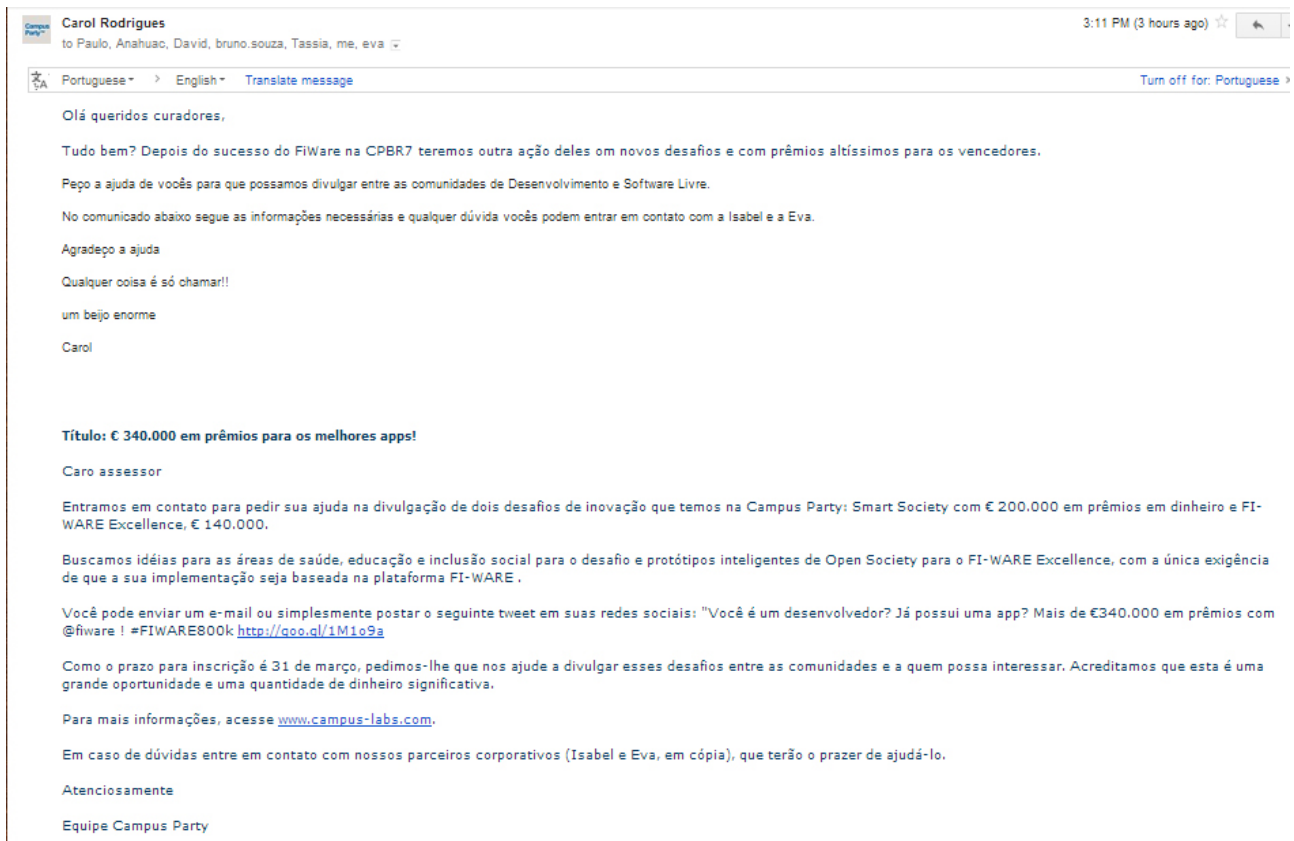 Campus Party
Carol Rodrigues
3:11 PM (3 hours ago)
to Paulo, Anahuac, David, bruno.souza, Tassia, me, eva
Portuguese > English Translate message Turn off for: Portuguese
Olá queridos curadores,
Tudo bem? Depois do sucesso do FiWare na CPBR7 teremos outra ação deles om novos desafios e com prêmios altíssimos para os vencedores.
Peço a ajuda de vocês para que possamos divulgar entre as comunidades de Desenvolvimento e Software Livre.
No comunicado abaixo segue as informações necessárias e qualquer dúvida vocês podem entrar em contato com a Isabel e a Eva.
Agradeço a ajuda
Qualquer coisa é só chamar!!
um beijo enorme
Carol
Título: € 340.000 em prêmios para os melhores apps!
Caro assessor
Entramos em contato para pedir sua ajuda na divulgação de dois desafios de inovação que temos na Campus Party: Smart Society com € 200.000 em prêmios em dinheiro e FI-
WARE Excellence, € 140.000.
Buscamos idéias para as áreas de saúde, educação e inclusão social para o desafio e protótipos inteligentes de Open Society para o FI-WARE Excellence, com a única exigência
de que a sua implementação seja baseada na plataforma FI-WARE .
Você pode enviar um e-mail ou simplesmente postar o seguinte tweet em suas redes sociais: "Você é um desenvolvedor? Já possui uma app? Mais de €340.000 em prêmios com
@fiware ! #FIWARE800k http://goo.gl/1M1o9a
Como o prazo para inscrição é 31 de março, pedimos-lhe que nos ajude a divulgar esses desafios entre as comunidades e a quem possa interessar. Acreditamos que esta é uma
grande oportunidade e uma quantidade de dinheiro significativa.
Para mais informações, acesse www.campus-labs.com.
Em caso de dúvidas entre em contato com nossos parceiros corporativos (Isabel e Eva, em cópia), que terão o prazer de ajudá-lo.
Atenciosamente
Equipe Campus Party